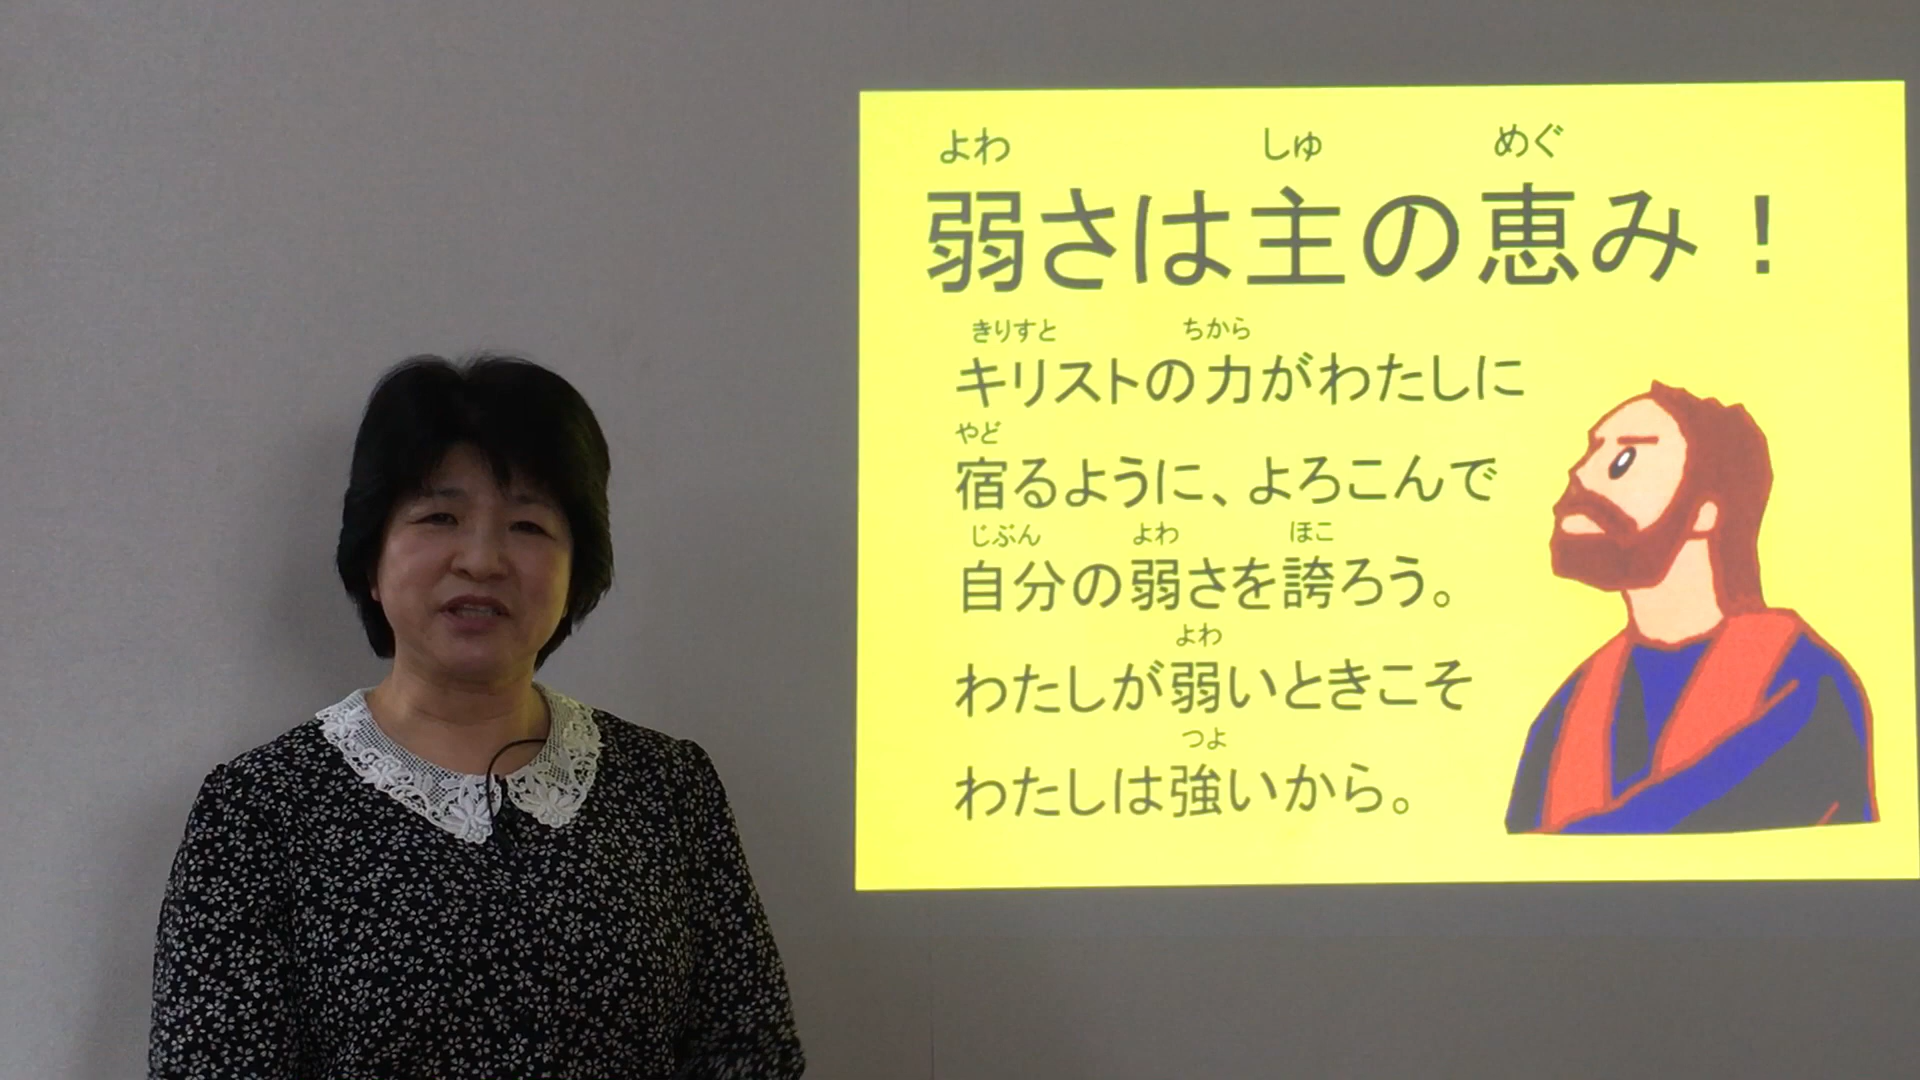 よわ しゅ めぐ
弱さは主の恵み！
きりすと ちから
キリストの力がわたしに
やど
宿るように、よろこんで
じぶん よわ ほこ
自分の弱さを誇ろう。
よわ
わたしが弱いときこそ
つよ
わたしは強いから。